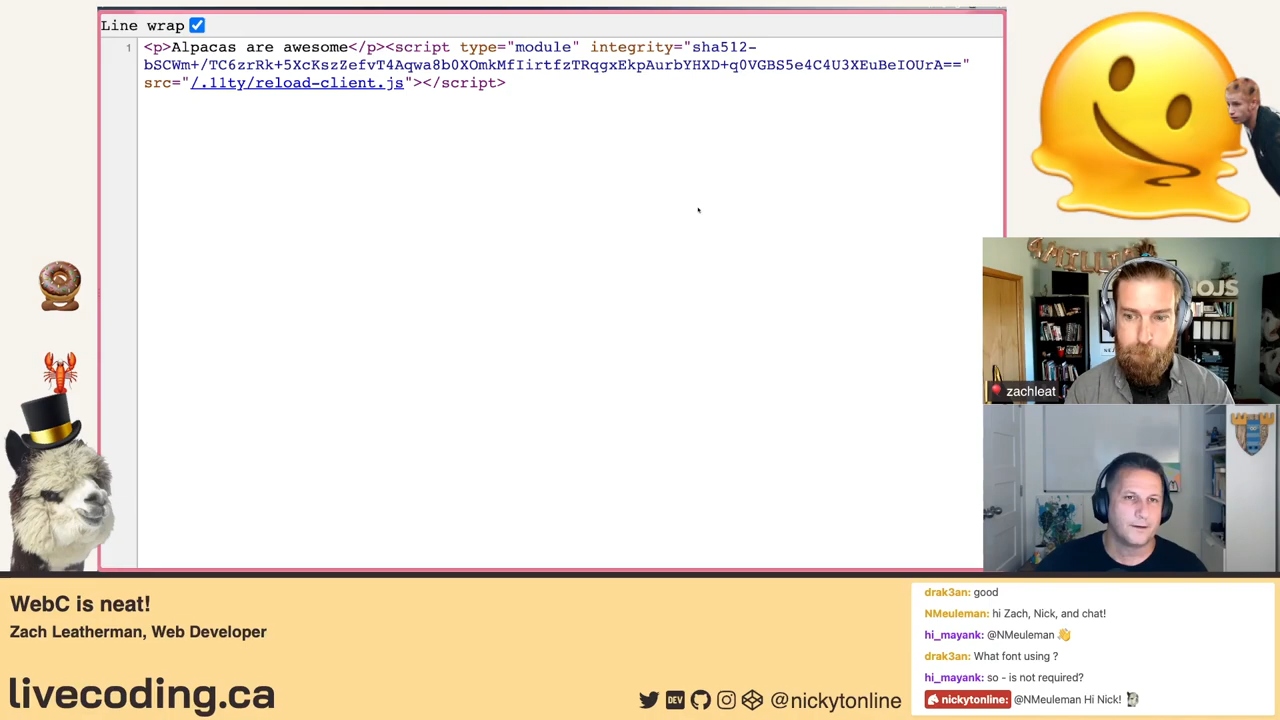 Line wrap
1
<p>Alpacas are awesome</p><script type="module" integrity="sha512-
bSCWm+/TC6zrRk+5XcKszZefvT4Aqwa8b0XOmkMfIirtfzTRqgxEkpAurbYHXD+q0VGBS5e4C4U3XEuBeIOUrA=="
src="/.11ty/reload-client.js"></script>
zachleat
WebC is neat!
Zach Leatherman, Web Developer
livecoding.ca
DEV
@nickytonline
drak3an: good
NMeuleman: hi Zach, Nick, and chat!
hi_mayank: @NMeuleman 👋
drak3an: What font using ?
hi_mayank: so - is not required?
nickytonline: @NMeuleman Hi Nick!